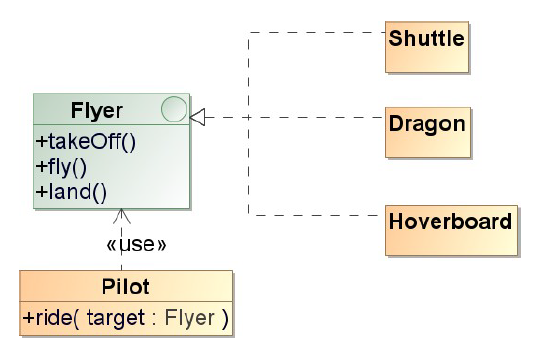 Shuttle
Flyer
+takeOff()
+fly()
+land()
Dragon
Hoverboard
«use»
Pilot
+ride( target : Flyer )